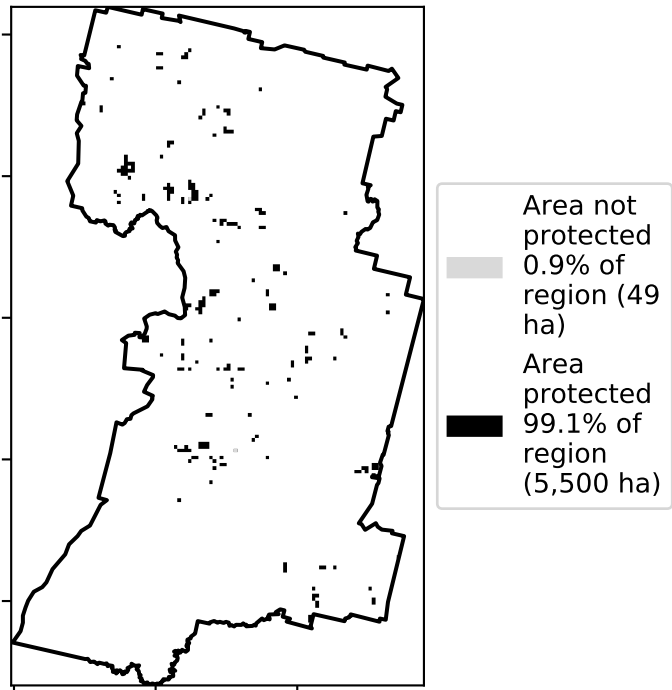 Area not
protected
0.9% of
region (49
ha)
Area
protected
99.1% of
region
(5,500 ha)